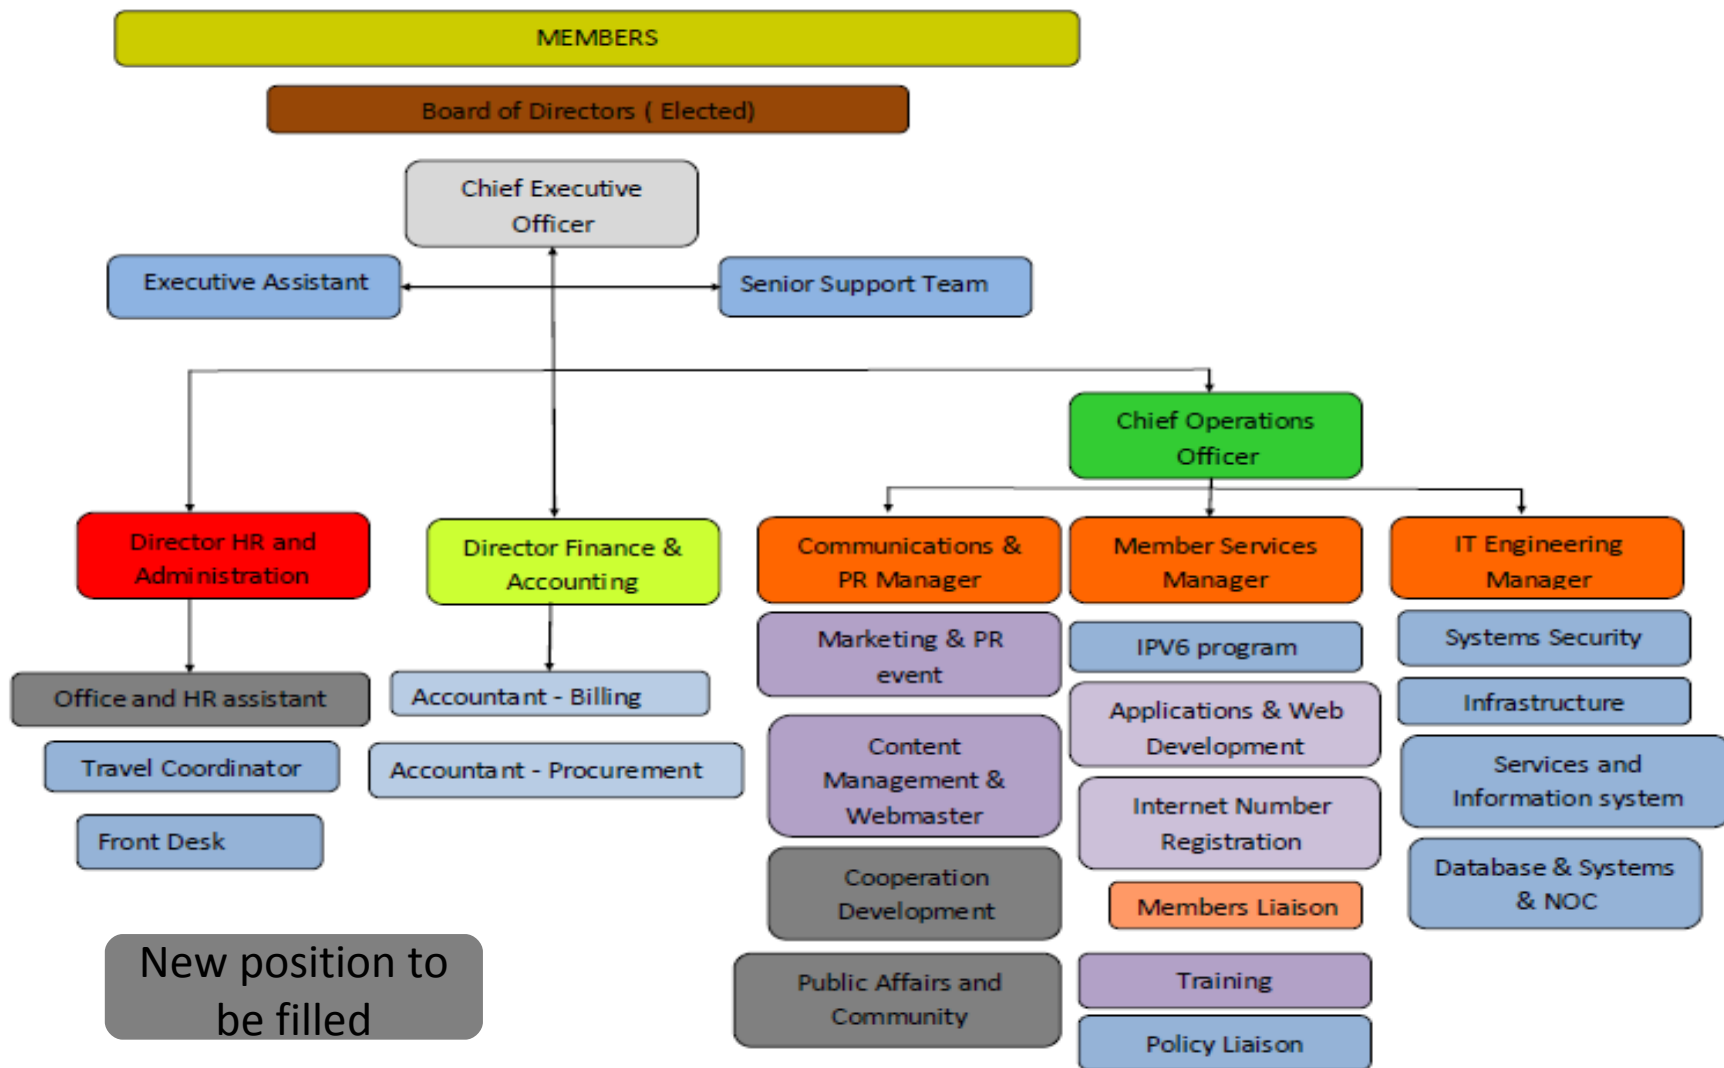 MEMBERS
Board of Directors ( Elected)
Chief Executive
Officer
Executive Assistant
Senior Support Team
Chief Operations
Officer
Director HR and
Administration
Director Finance &
Accounting
Communications &
PR Manager
Member Services
Manager
IT Engineering
Manager
Office and HR assistant
Travel Coordinator
Front Desk
Accountant - Billing
Accountant - Procurement
Marketing & PR
event
Content
Management &
Webmaster
Cooperation
Development
Public Affairs and
Community
IPV6 program
Applications & Web
Development
Internet Number
Registration
Members Liaison
Training
Policy Liaison
Systems Security
Infrastructure
Services and
Information system
Database & Systems
& NOC
New position to
be filled